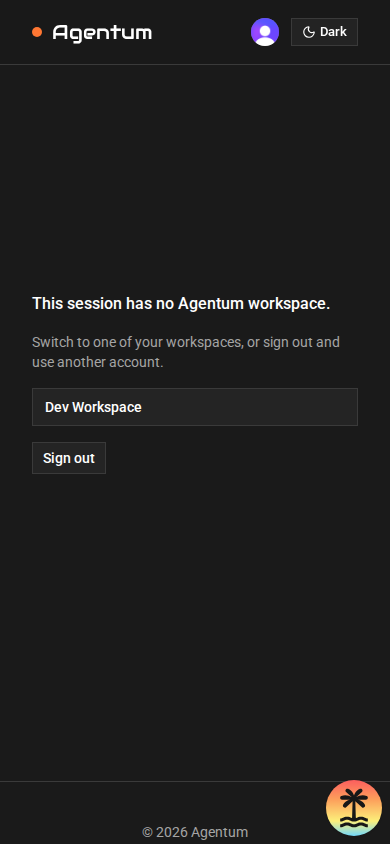 Agentum
Dark
This session has no Agentum workspace.
Switch to one of your workspaces, or sign out and
use another account.
Dev Workspace
Sign out
© 2026 Agentum